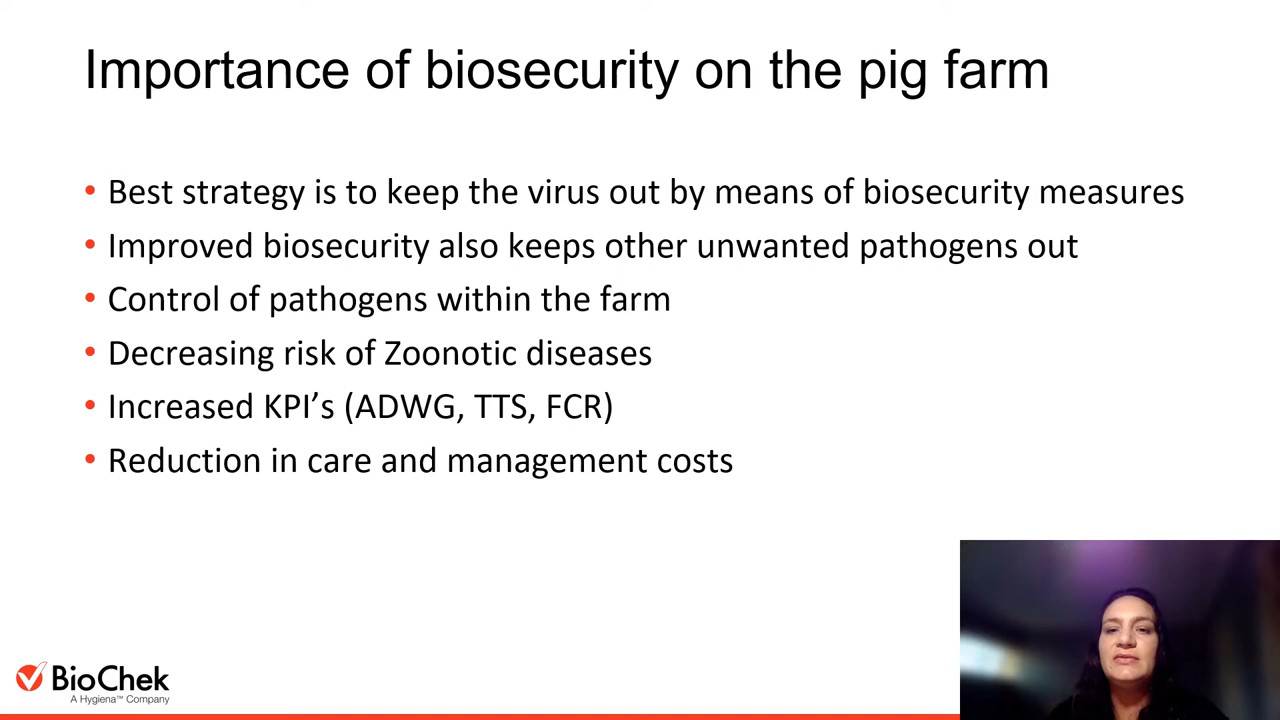 Importance of biosecurity on the pig farm
• Best strategy is to keep the virus out by means of biosecurity measures
• Improved biosecurity also keeps other unwanted pathogens out
• Control of pathogens within the farm
• Decreasing risk of Zoonotic diseases
• Increased KPI’s (ADWG, TTS, FCR)
• Reduction in care and management costs
BioChek
A Hygiena™ Company